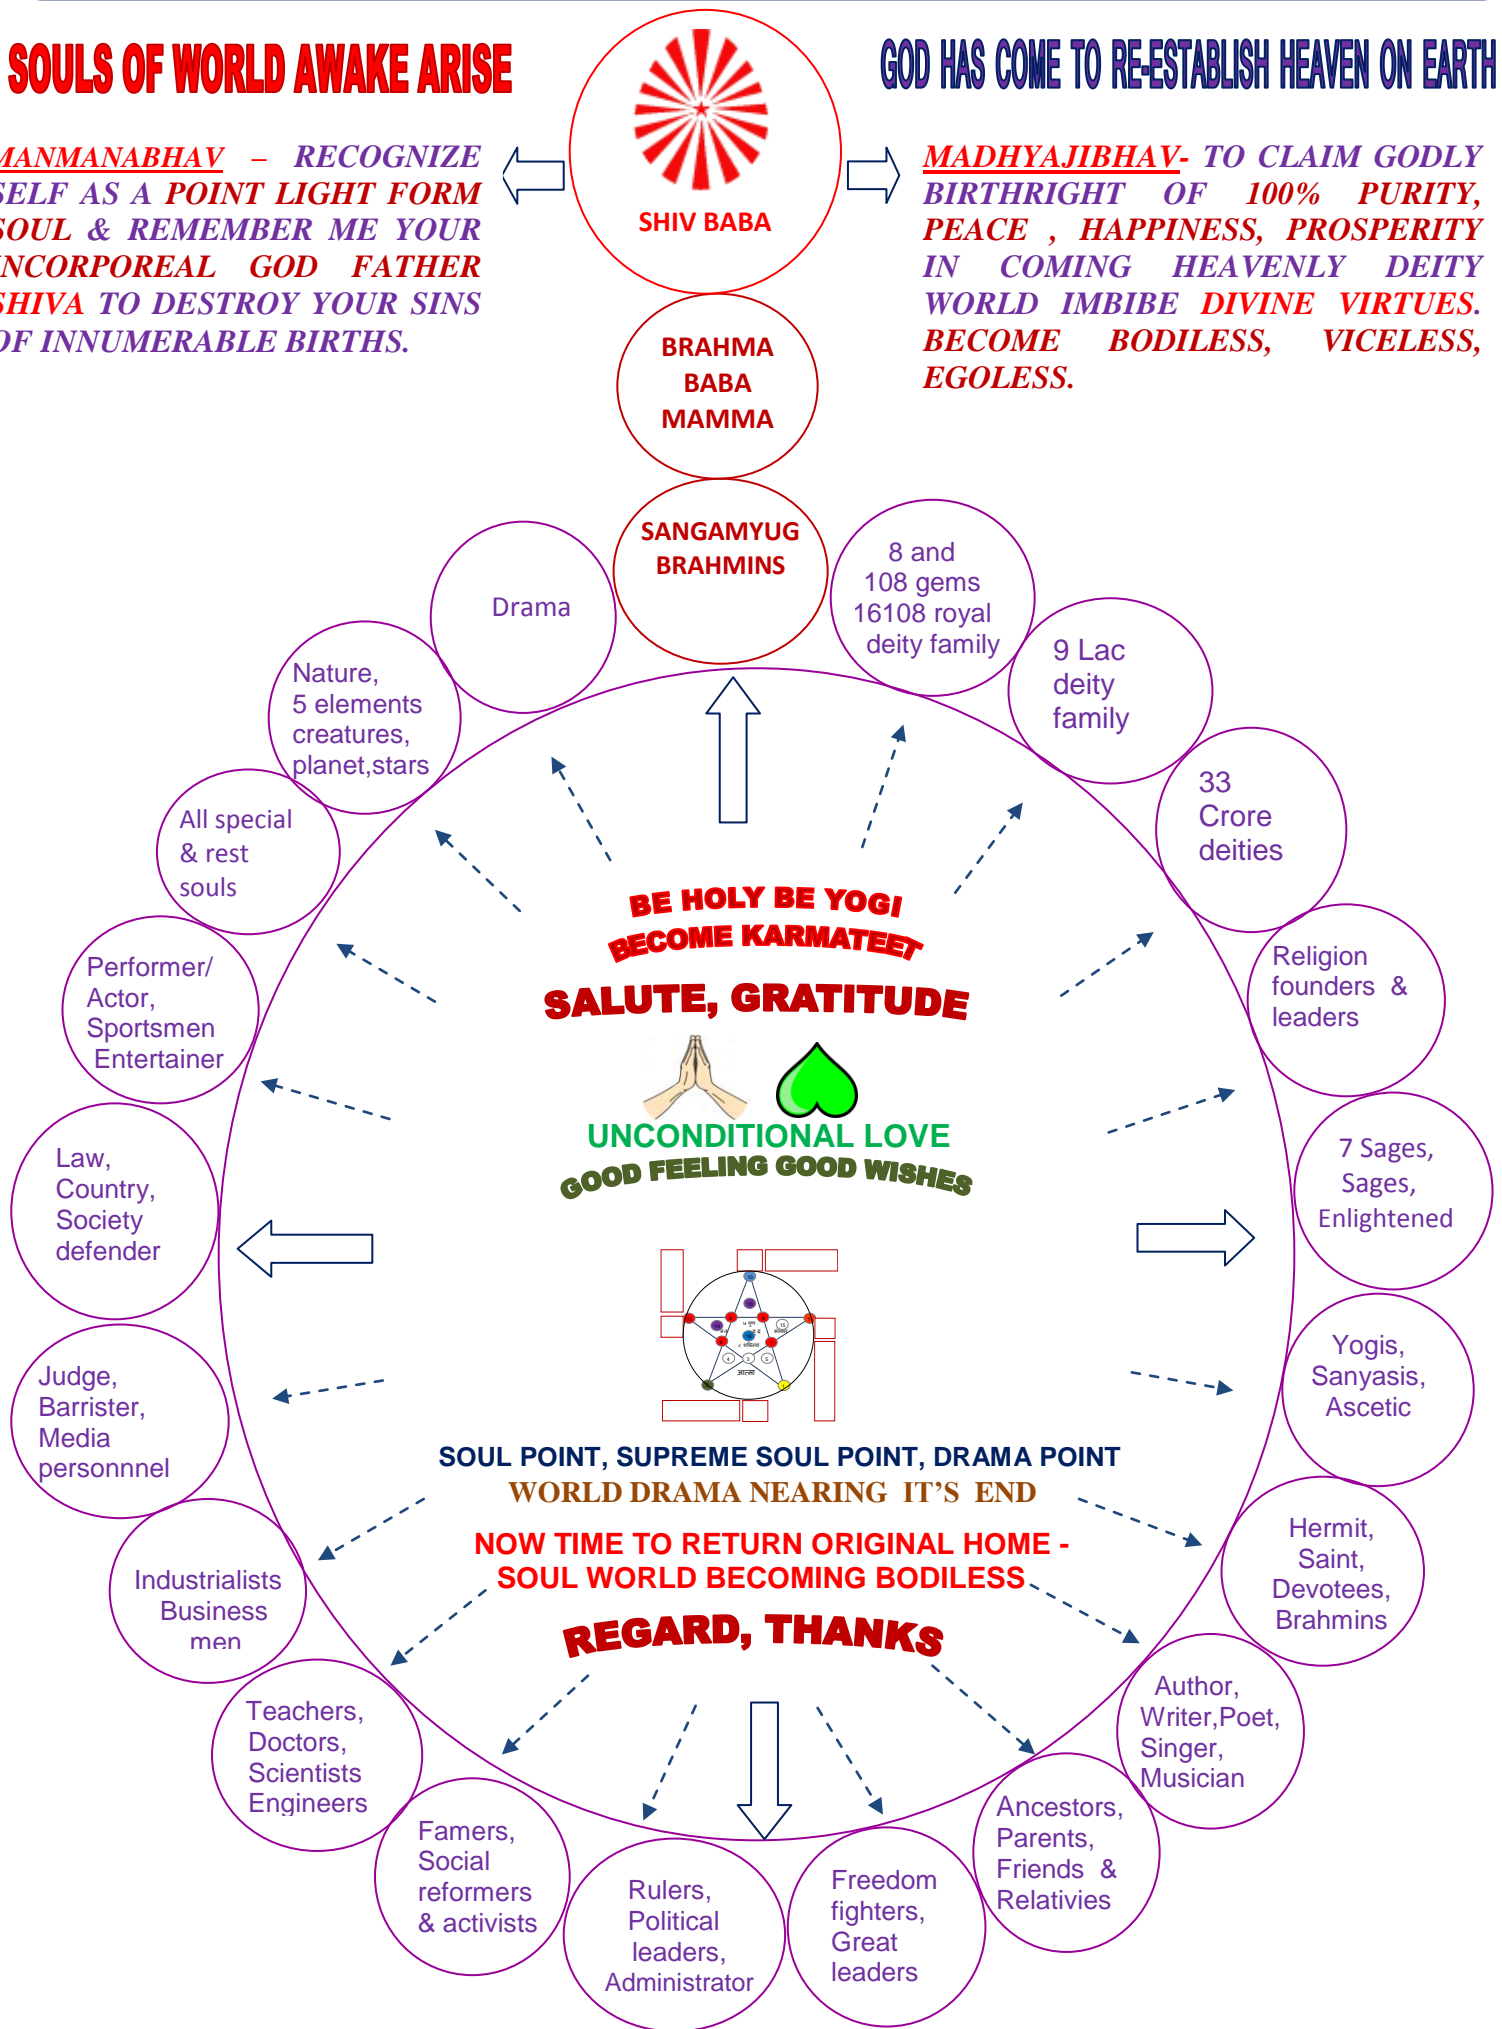 SOULS OF WORLD AWAKE ARISE
GOD HAS COME TO RE-ESTABLISH HEAVEN ON EARTH
MANMANABHAV – RECOGNIZE
SELF AS A POINT LIGHT FORM
SOUL & REMEMBER ME YOUR
INCORPOREAL GOD FATHER
SHIVA TO DESTROY YOUR SINS
OF INNUMERABLE BIRTHS.
SHIV BABA
MADHYAJIBHAV- TO CLAIM GODLY
BIRTHRIGHT OF 100% PURITY,
PEACE , HAPPINESS, PROSPERITY
IN COMING HEAVENLY DEITY
WORLD IMBIBE DIVINE VIRTUES.
BECOME BODILESS, VICELESS,
EGOLESS.
BRAHMA
BABA
MAMMA
SANGAMYUG
BRAHMINS
8 and
108 gems
16108 royal
deity family
9 Lac
deity
family
33
Crore
deities
Religion
founders &
leaders
7 Sages,
Sages,
Enlightened
Yogis,
Sanyasis,
Ascetic
Hermit,
Saint,
Devotees,
Brahmins
Author,
Writer,Poet,
Singer,
Musician
Ancestors,
Parents,
Friends &
Relativies
Freedom
fighters,
Great
leaders
Rulers,
Political
leaders,
Administrator
Famers,
Social
reformers
& activists
Teachers,
Doctors,
Scientists
Engineers
Industrialists
Business
men
Judge,
Barrister,
Media
personnnel
Law,
Country,
Society
defender
Performer/
Actor,
Sportsmen
Entertainer
All special
& rest
souls
Nature,
5 elements
creatures,
planet,stars
Drama
BE HOLY BE YOGI
BECOME KARMATEET
SALUTE, GRATITUDE
UNCONDITIONAL LOVE
GOOD FEELING GOOD WISHES
10
15
4 3 5
आत्मा
SOUL POINT, SUPREME SOUL POINT, DRAMA POINT
WORLD DRAMA NEARING IT’S END
NOW TIME TO RETURN ORIGINAL HOME -
SOUL WORLD BECOMING BODILESS
REGARD, THANKS